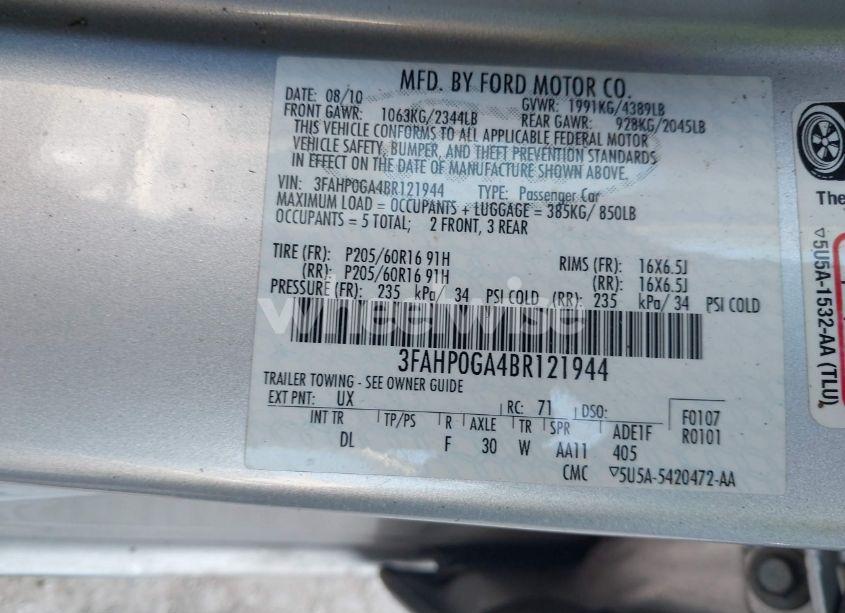 MFD. BY FORD MOTOR CO.
DATE: 08/10 GVWR: 1991KG/4389LB
FRONT GAWR: 1063KG/2344LB REAR GAWR: 928KG/2045LB
THIS VEHICLE CONFORMS TO ALL APPLICABLE FEDERAL MOTOR
VEHICLE SAFETY, BUMPER, AND THEFT PREVENTION STANDARDS
IN EFFECT ON THE DATE OF MANUFACTURE SHOWN ABOVE.
VIN: 3FAHP0GA4BR121944 TYPE: Passenger Car
MAXIMUM LOAD = OCCUPANTS + LUGGAGE = 385KG/ 850LB
OCCUPANTS = 5 TOTAL; 2 FRONT, 3 REAR
TIRE (FR): P205/60R16 91H RIMS (FR): 16X6.5J
(RR): P205/60R16 91H (RR): 16X6.5J
PRESSURE (FR): 235 kPa/ 34 PSI COLD (RR): 235 kPa/ 34 PSI COLD
wheelwise
3FAHP0GA4BR121944
TRAILER TOWING - SEE OWNER GUIDE
EXT PNT: UX RC: 71 DSO: F0107
INT TR TP/PS R AXLE TR SPR ADE1F R0101
DL F 30 W AA11 405
CMC ▽5U5A-5420472-AA
The
▽5U5A-1532-AA (TLU)